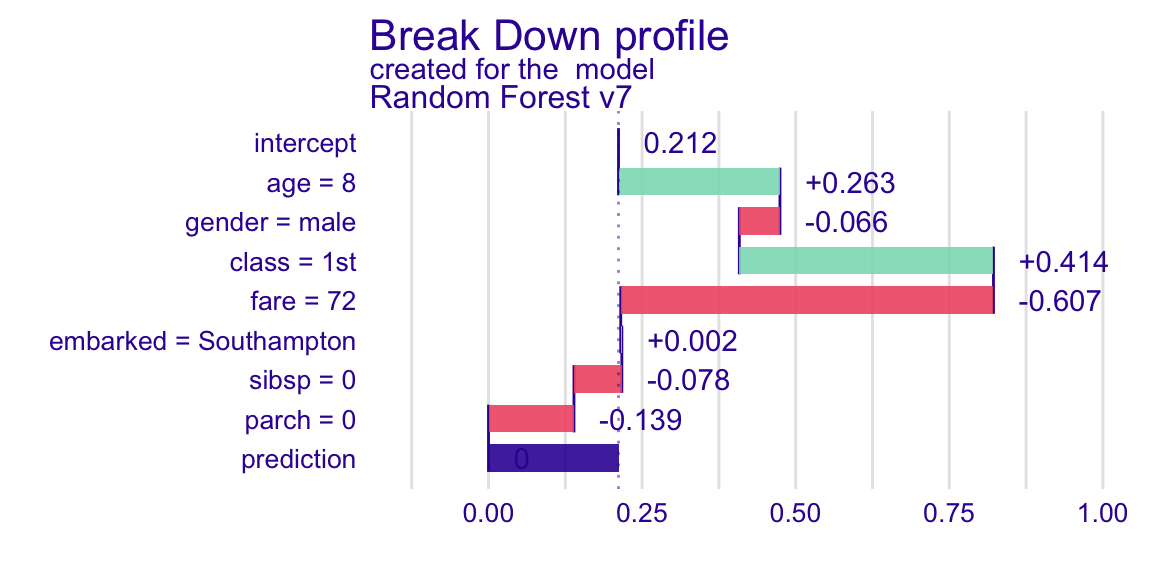 Break Down profile
created for the  model
Random Forest v7
intercept 0.212
age = 8 +0.263
gender = male -0.066
class = 1st +0.414
fare = 72 -0.607
embarked = Southampton +0.002
sibsp = 0 -0.078
parch = 0 -0.139
prediction 0
0.00 0.25 0.50 0.75 1.00